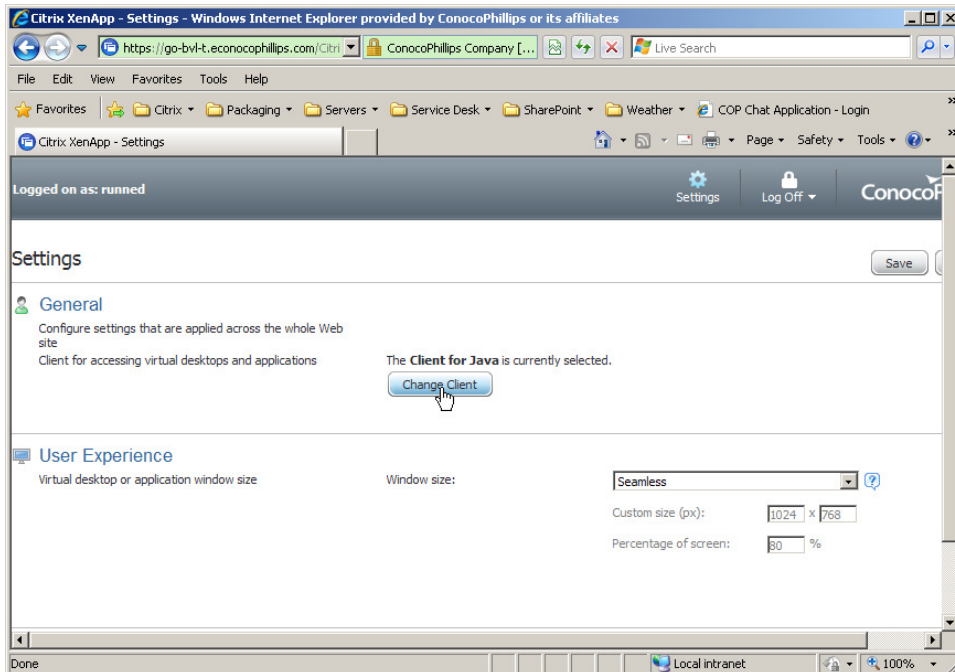 Citrix XenApp - Settings - Windows Internet Explorer provided by ConocoPhillips or its affiliates
https://go-bvl-t.econocophillips.com/Citri ConocoPhillips Company [... Live Search
File Edit View Favorites Tools Help
Favorites Citrix Packaging Servers Service Desk SharePoint Weather COP Chat Application - Login »
Citrix XenApp - Settings Page Safety Tools »
Logged on as: runned Settings Log Off ConocoP
Settings Save
General
Configure settings that are applied across the whole Web
site
Client for accessing virtual desktops and applications The Client for Java is currently selected.
Change Client
User Experience
Virtual desktop or application window size Window size: Seamless ?
Custom size (px): 1024 x 768
Percentage of screen: 80 %
Done Local intranet 100%